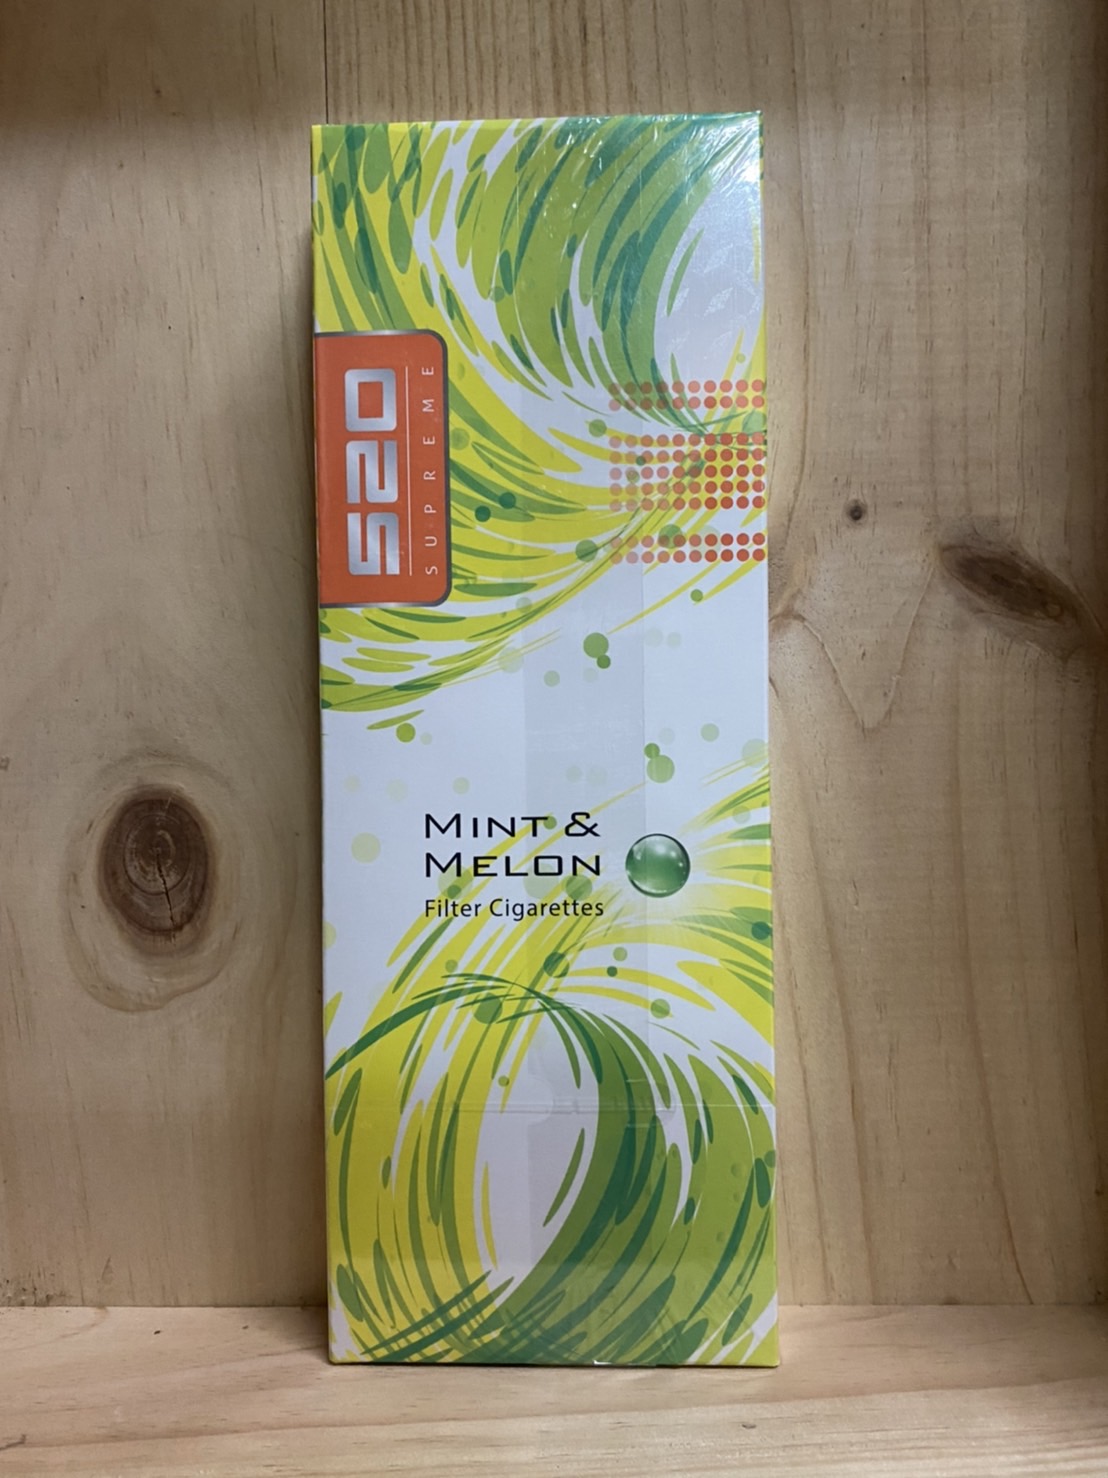 520
SUPREME
MINT &
MELON
Filter Cigarettes